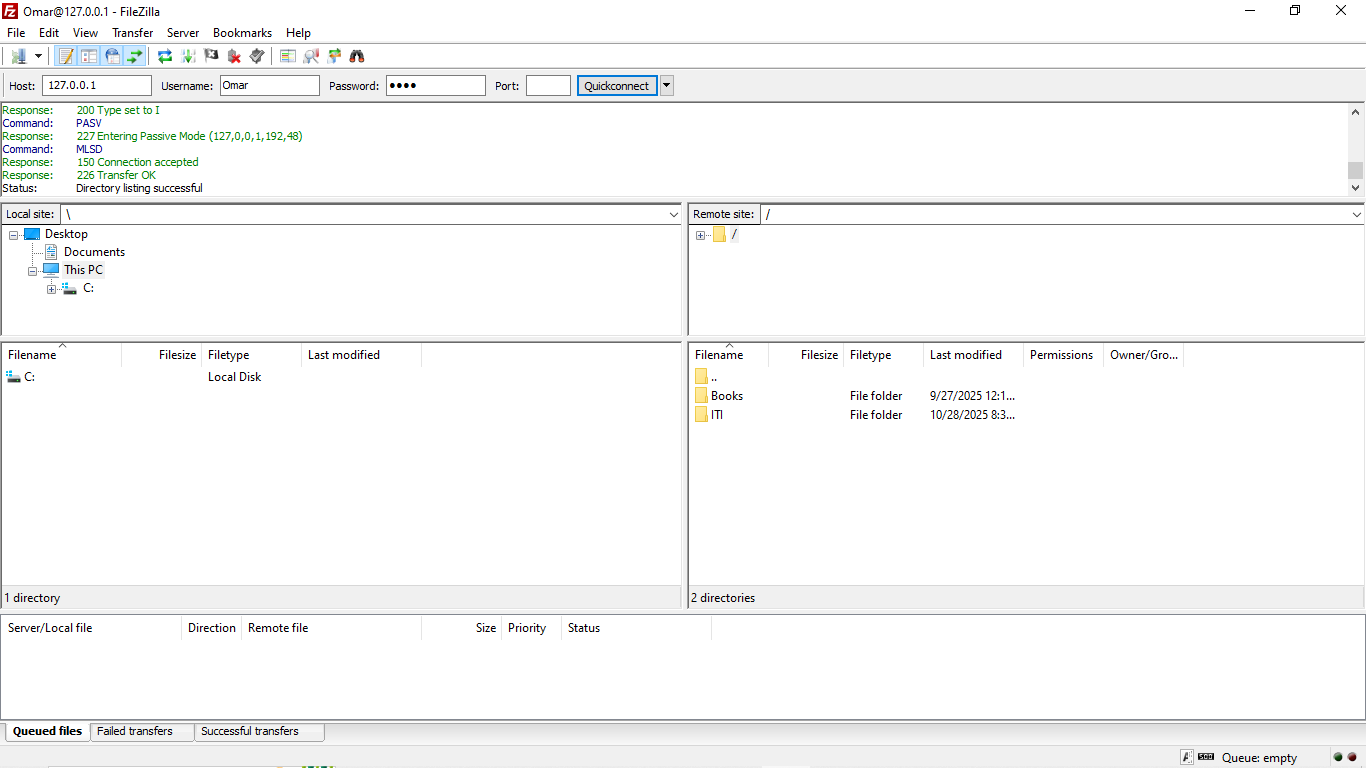 Omar@127.0.0.1 - FileZilla
File Edit View Transfer Server Bookmarks Help
Host: 127.0.0.1 Username: Omar Password: •••• Port: Quickconnect
Response: 200 Type set to I
Command: PASV
Response: 227 Entering Passive Mode (127,0,0,1,192,48)
Command: MLSD
Response: 150 Connection accepted
Response: 226 Transfer OK
Status: Directory listing successful
Local site: \
Remote site: /
Desktop
Documents
This PC
C:
/
Filename Filesize Filetype Last modified
C: Local Disk
1 directory
Filename Filesize Filetype Last modified Permissions Owner/Gro...
..
Books File folder 9/27/2025 12:1...
ITI File folder 10/28/2025 8:3...
2 directories
Server/Local file Direction Remote file Size Priority Status
Queued files Failed transfers Successful transfers
Queue: empty